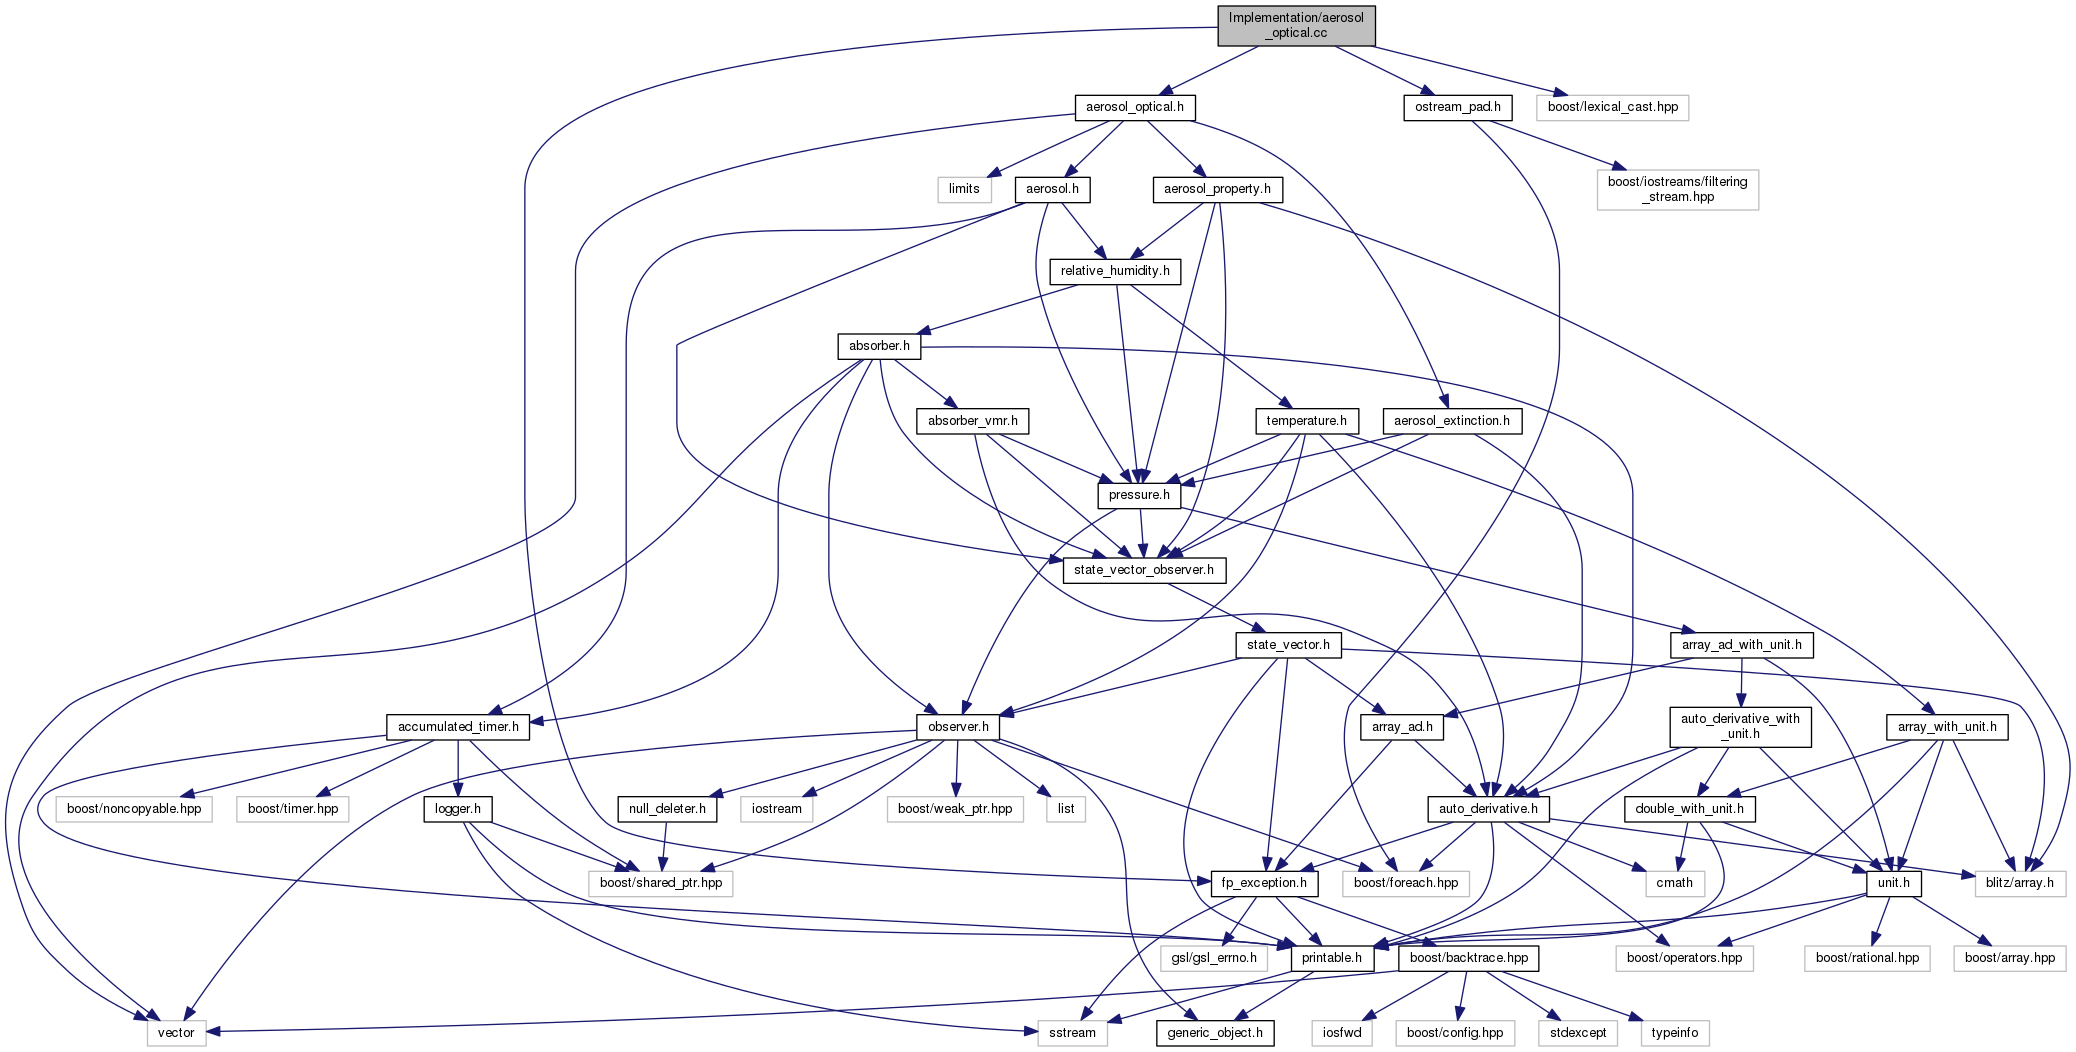 Implementation/aerosol
_optical.cc
aerosol_optical.h
ostream_pad.h
boost/lexical_cast.hpp
limits
aerosol.h
aerosol_property.h
boost/iostreams/filtering
_stream.hpp
relative_humidity.h
absorber.h
absorber_vmr.h
temperature.h
aerosol_extinction.h
pressure.h
state_vector_observer.h
state_vector.h
array_ad_with_unit.h
accumulated_timer.h
observer.h
array_ad.h
auto_derivative_with
_unit.h
array_with_unit.h
boost/noncopyable.hpp
boost/timer.hpp
logger.h
null_deleter.h
iostream
boost/weak_ptr.hpp
list
auto_derivative.h
double_with_unit.h
boost/shared_ptr.hpp
fp_exception.h
boost/foreach.hpp
cmath
unit.h
blitz/array.h
gsl/gsl_errno.h
printable.h
boost/backtrace.hpp
boost/operators.hpp
boost/rational.hpp
boost/array.hpp
vector
sstream
generic_object.h
iosfwd
boost/config.hpp
stdexcept
typeinfo